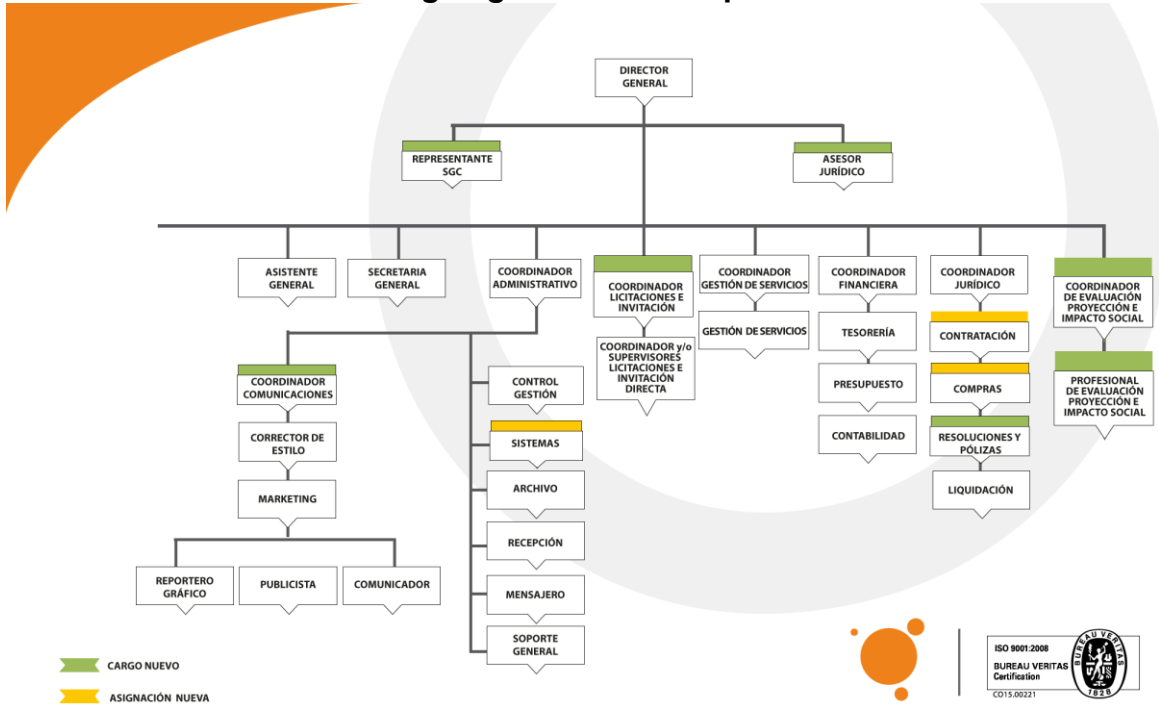 DIRECTOR
GENERAL
REPRESENTANTE
SGC
ASESOR
JURÍDICO
ASISTENTE
GENERAL
SECRETARIA
GENERAL
COORDINADOR
ADMINISTRATIVO
COORDINADOR
LICITACIONES E
INVITACIÓN
COORDINADOR
GESTIÓN DE SERVICIOS
COORDINADOR
FINANCIERA
COORDINADOR
JURÍDICO
COORDINADOR
DE EVALUACIÓN
PROYECCIÓN E
IMPACTO SOCIAL
COORDINADOR y/o
SUPERVISORES
LICITACIONES E
INVITACIÓN
DIRECTA
GESTIÓN DE SERVICIOS
TESORERÍA
CONTRATACIÓN
PROFESIONAL
DE EVALUACIÓN
PROYECCIÓN E
IMPACTO SOCIAL
PRESUPUESTO
COMPRAS
CONTABILIDAD
RESOLUCIONES Y
PÓLIZAS
LIQUIDACIÓN
COORDINADOR
COMUNICACIONES
CORRECTOR DE
ESTILO
MARKETING
REPORTERO
GRÁFICO
PUBLICISTA
COMUNICADOR
CONTROL
GESTIÓN
SISTEMAS
ARCHIVO
RECEPCIÓN
MENSAJERO
SOPORTE
GENERAL
CARGO NUEVO
ASIGNACIÓN NUEVA
ISO 9001:2008
BUREAU VERITAS
Certification
CO15.00221
BUREAU VERITAS
1828